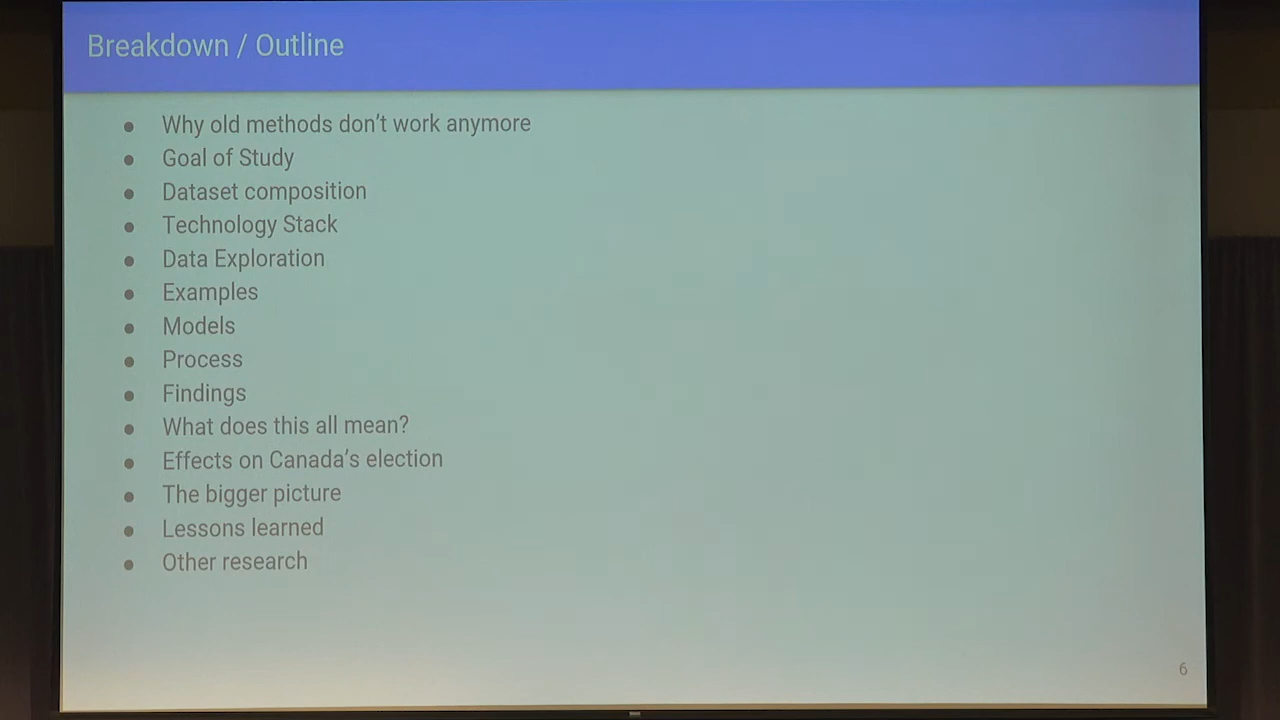 Breakdown / Outline
● Why old methods don't work anymore
● Goal of Study
● Dataset composition
● Technology Stack
● Data Exploration
● Examples
● Models
● Process
● Findings
● What does this all mean?
● Effects on Canada's election
● The bigger picture
● Lessons learned
● Other research
6